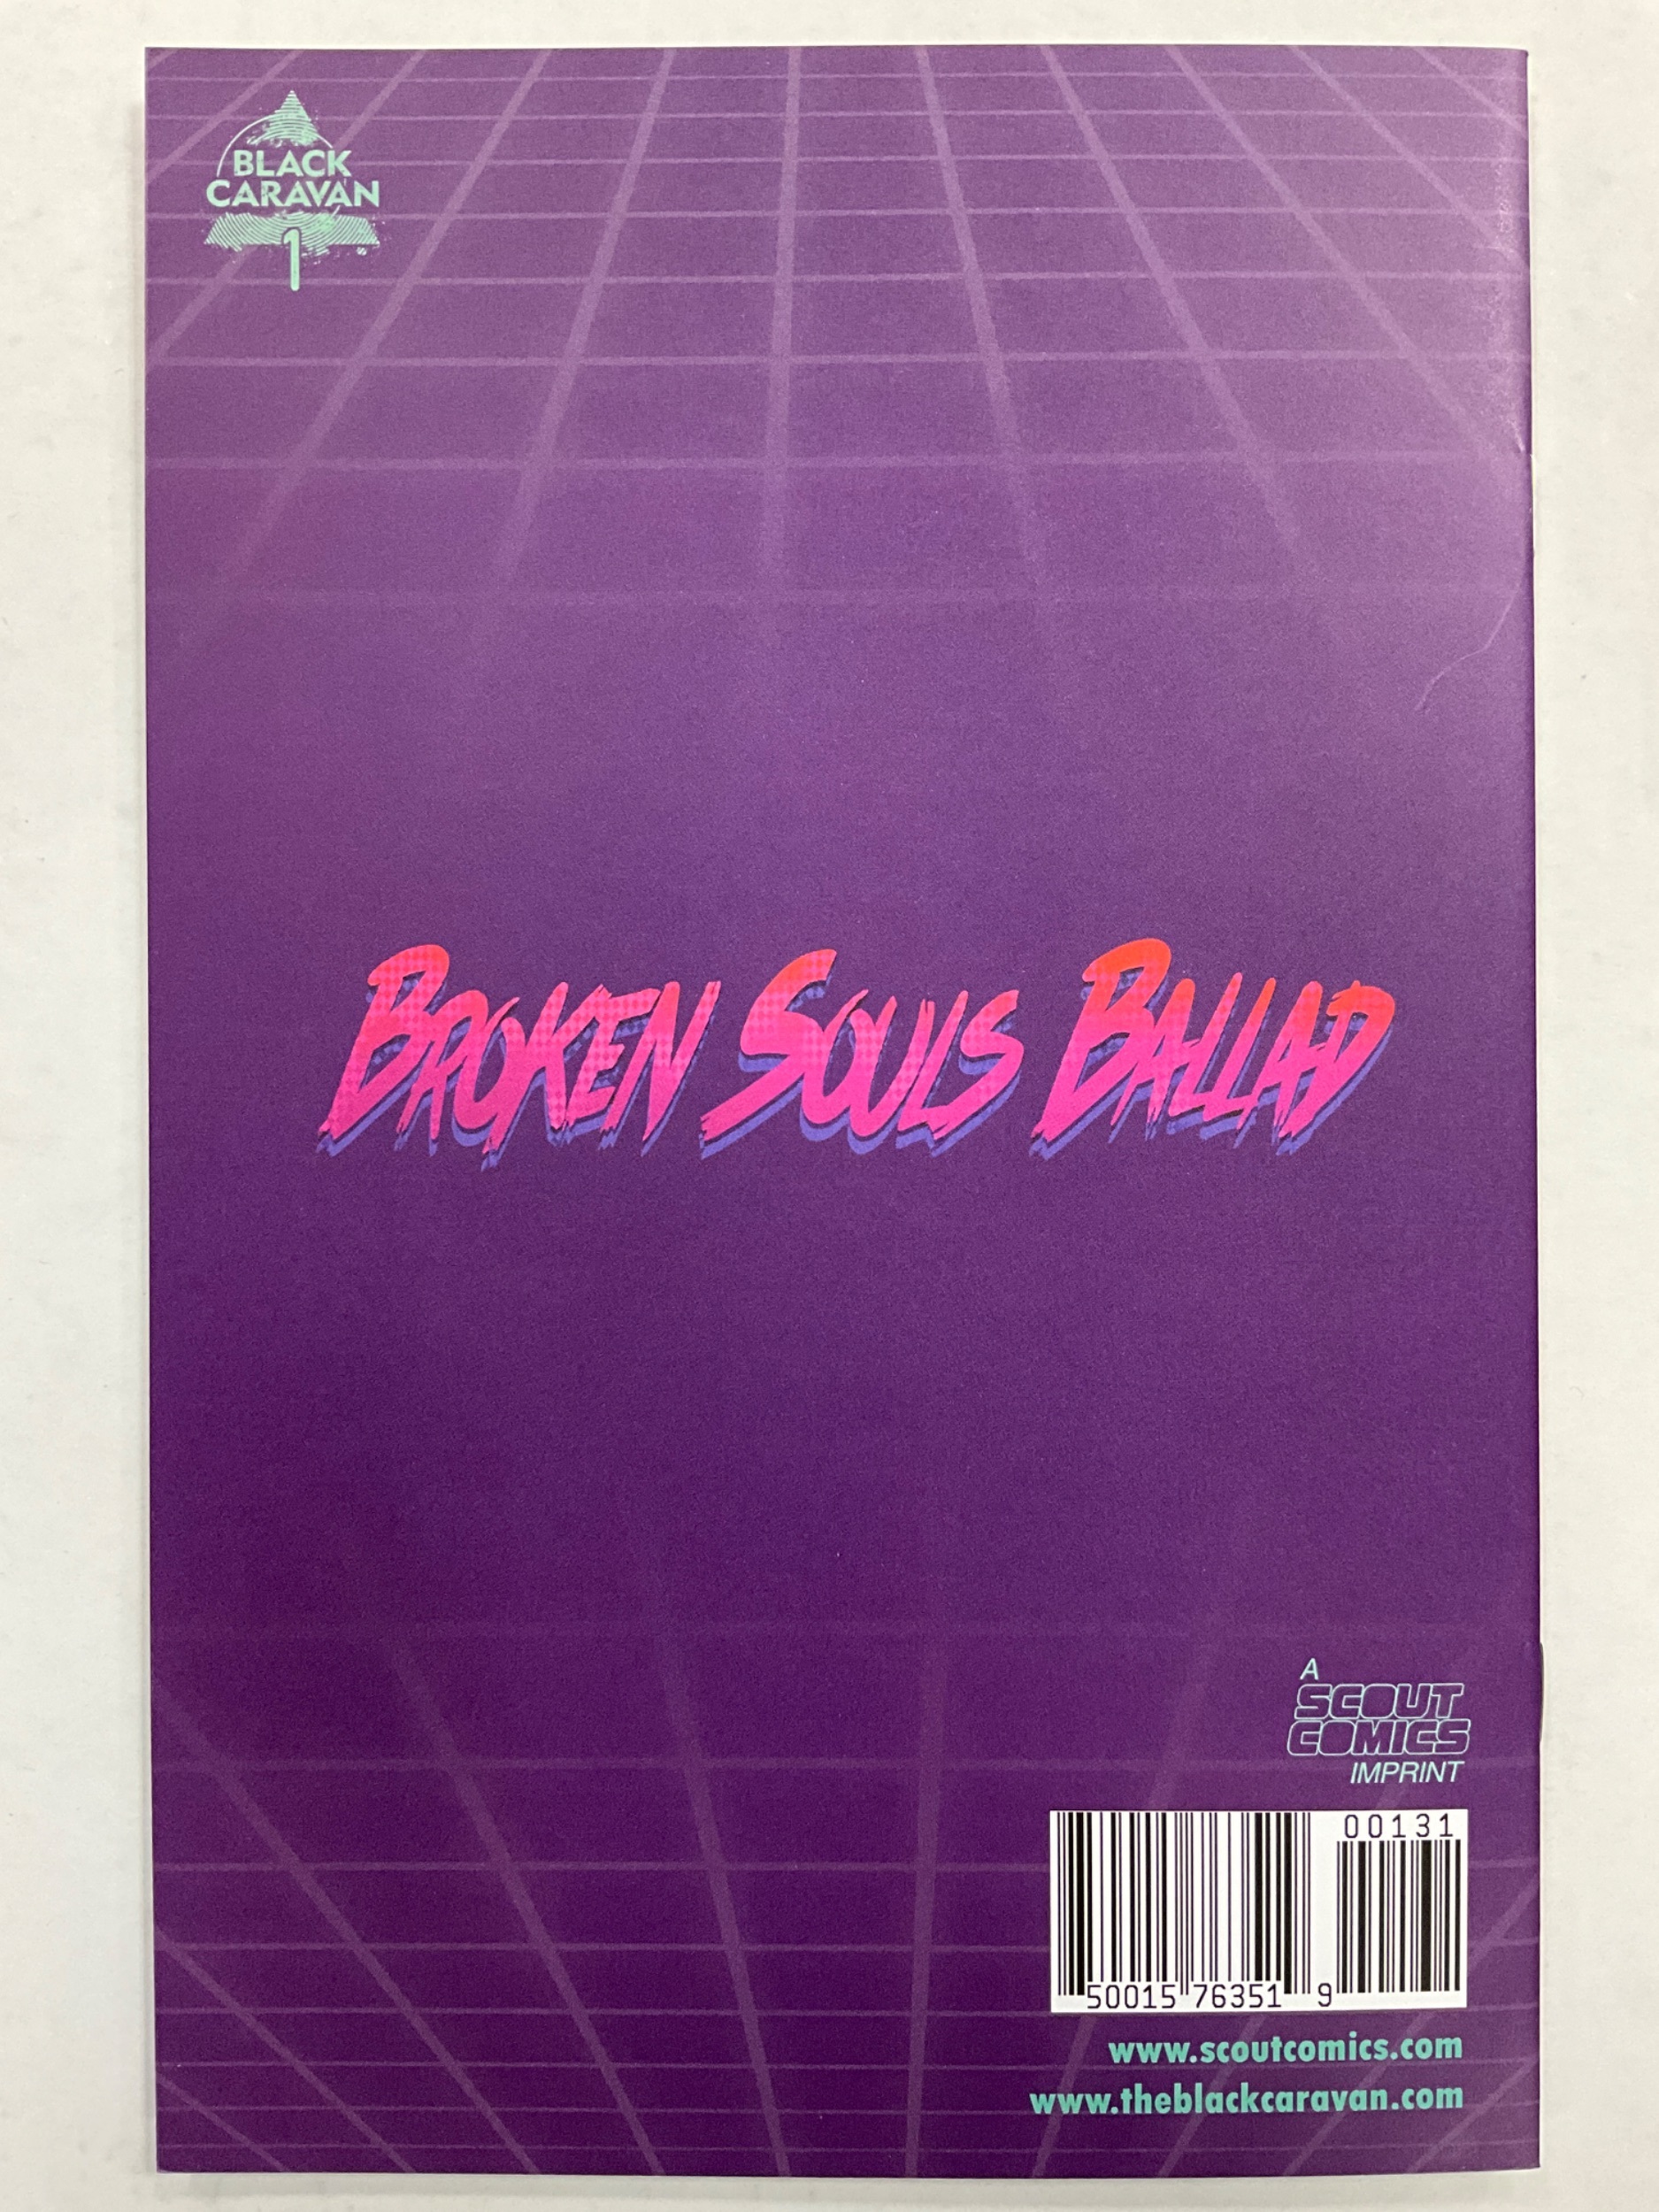 BLACK
CARAVAN
1
BROKEN SOULS BALLAD
A
SCOUT
COMICS
IMPRINT
00131
50015 76351 9
www.scoutcomics.com
www.theblackcaravan.com